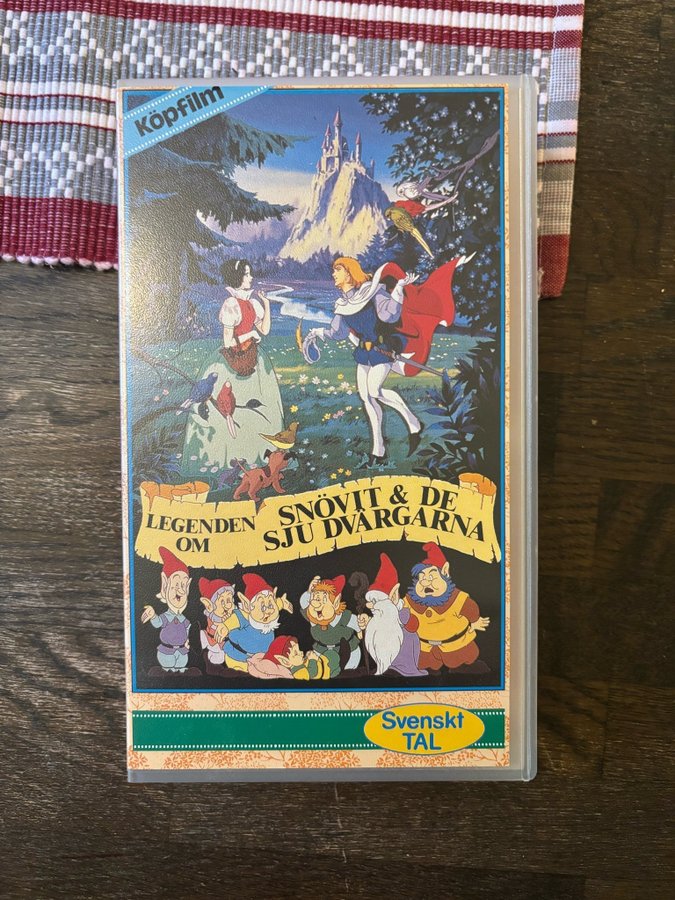 Köpfilm
LEGENDEN
OM
SNÖVIT & DE
SJU DVÄRGARNA
Svenskt
TAL